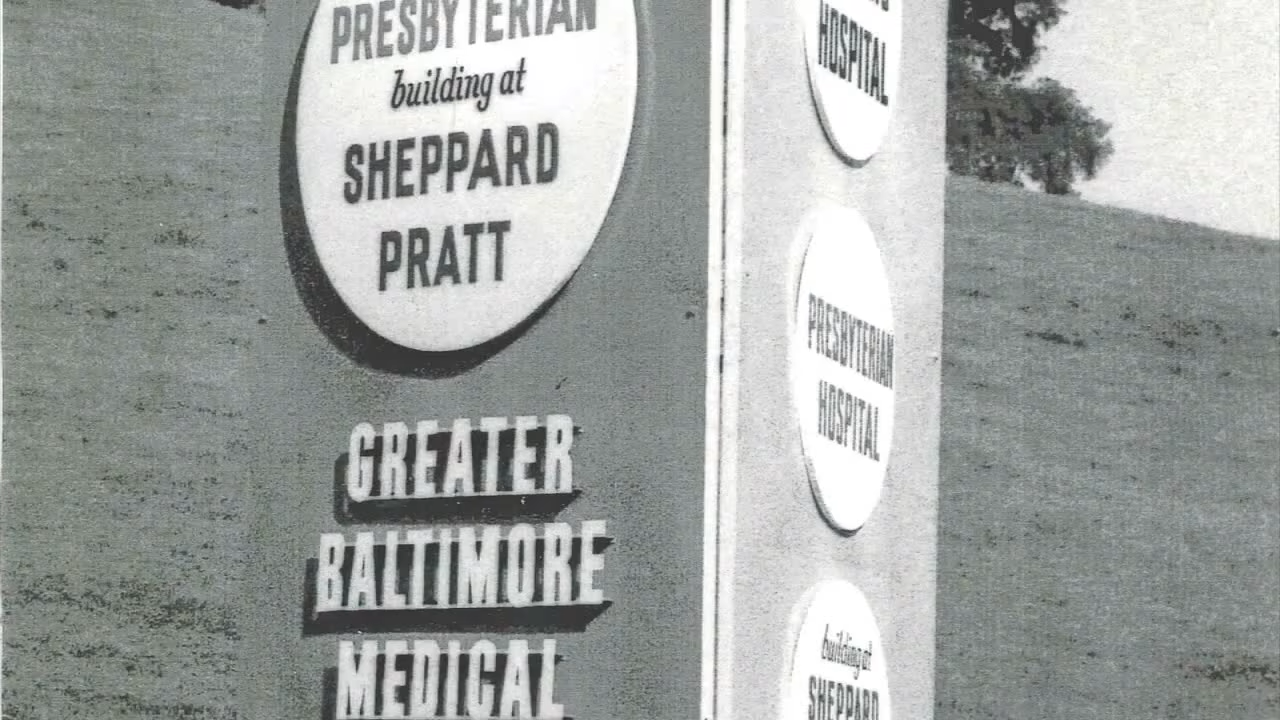 PRESBYTERIAN
building at
SHEPPARD
PRATT
GREATER
BALTIMORE
MEDICAL
HOSPITAL
PRESBYTERIAN
HOSPITAL
building at
SHEPPARD